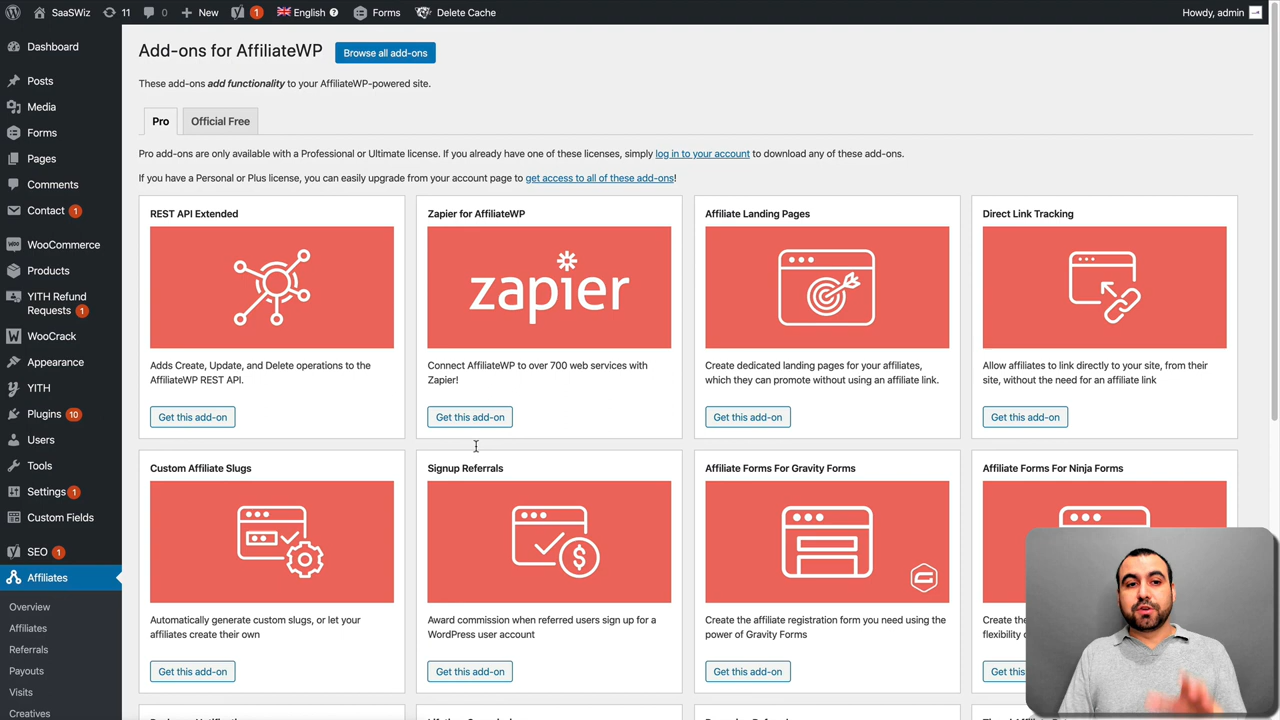 SaaSWiz 11 0 New 1 English Forms Delete Cache Howdy, admin
Dashboard
Posts
Media
Forms
Pages
Comments
Contact 1
WooCommerce
Products
YITH Refund
Requests 1
WooCrack
Appearance
YITH
Plugins 10
Users
Tools
Settings 1
Custom Fields
SEO 1
Affiliates
Overview
Affiliates
Referrals
Payouts
Visits
Creatives
Add-ons for AffiliateWP Browse all add-ons
These add-ons add functionality to your AffiliateWP-powered site.
Pro Official Free
Pro add-ons are only available with a Professional or Ultimate license. If you already have one of these licenses, simply log in to your account to download any of these add-ons.
If you have a Personal or Plus license, you can easily upgrade from your account page to get access to all of these add-ons!
REST API Extended
Adds Create, Update, and Delete operations to the
AffiliateWP REST API.
Get this add-on
Zapier for AffiliateWP
zapier
Connect AffiliateWP to over 700 web services with
Zapier!
Get this add-on
Affiliate Landing Pages
Create dedicated landing pages for your affiliates,
which they can promote without using an affiliate link.
Get this add-on
Direct Link Tracking
Allow affiliates to link directly to your site, from their
site, without the need for an affiliate link
Get this add-on
Custom Affiliate Slugs
Automatically generate custom slugs, or let your
affiliates create their own
Get this add-on
Signup Referrals
$
Award commission when referred users sign up for a
WordPress user account
Get this add-on
Affiliate Forms For Gravity Forms
Create the affiliate registration form you need using the
power of Gravity Forms
Get this add-on
Affiliate Forms For Ninja Forms
Create the
flexibility
Get this